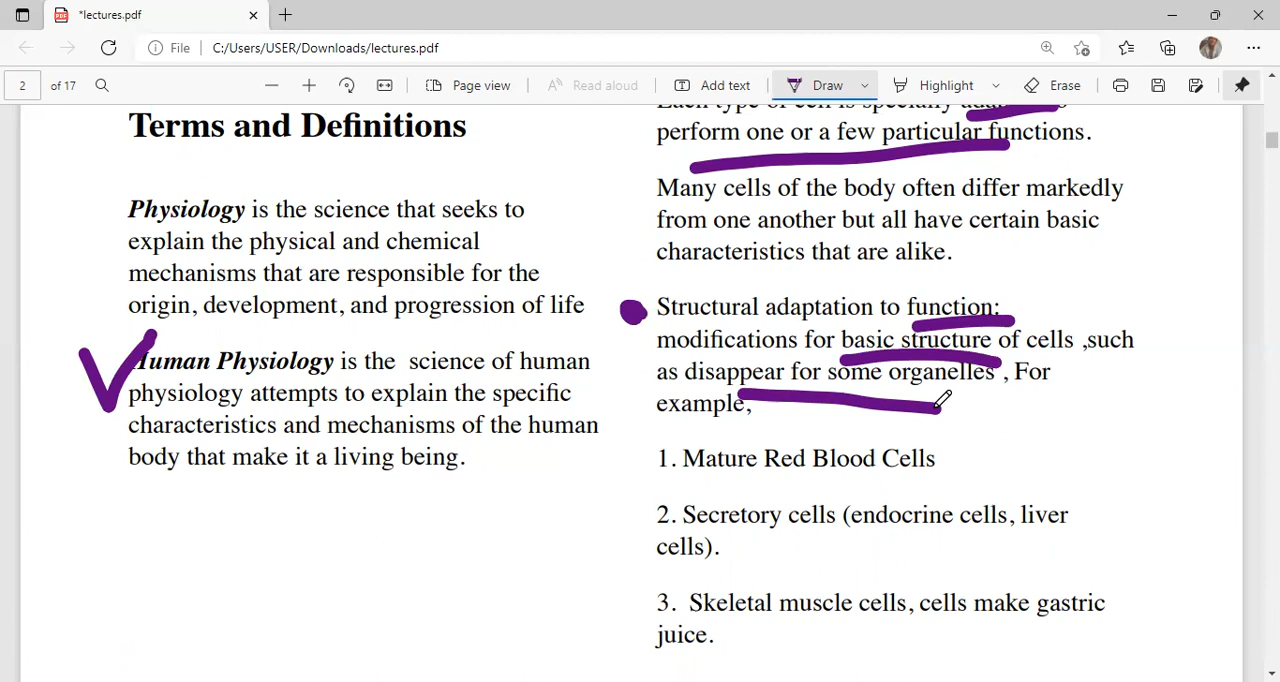 *lectures.pdf
File
C:/Users/USER/Downloads/lectures.pdf
2 of 17
Page view
Read aloud
Add text
Draw
Highlight
Erase
Terms and Definitions
Physiology is the science that seeks to
explain the physical and chemical
mechanisms that are responsible for the
origin, development, and progression of life
Human Physiology is the science of human
physiology attempts to explain the specific
characteristics and mechanisms of the human
body that make it a living being.
Each type of cell is specially
perform one or a few particular functions.
Many cells of the body often differ markedly
from one another but all have certain basic
characteristics that are alike.
Structural adaptation to function:
modifications for basic structure of cells ,such
as disappear for some organelles , For
example,
1. Mature Red Blood Cells
2. Secretory cells (endocrine cells, liver
cells).
3. Skeletal muscle cells, cells make gastric
juice.